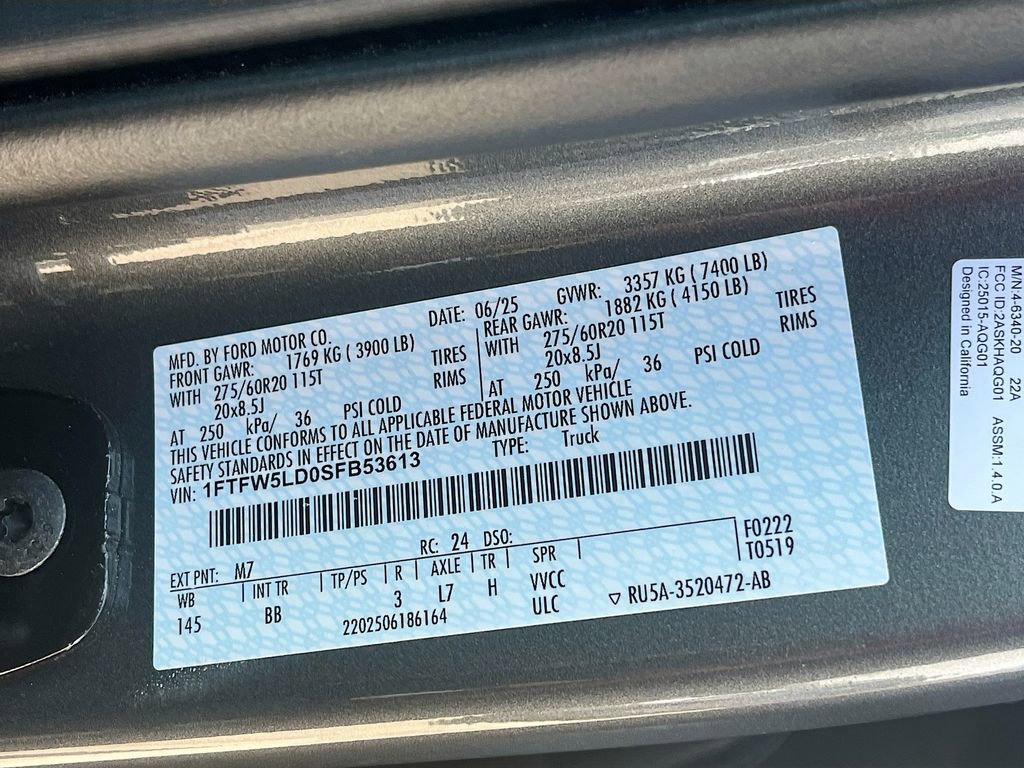 MFD. BY FORD MOTOR CO.
DATE: 06/25
GVWR: 3357 KG ( 7400 LB)
FRONT GAWR: 1769 KG ( 3900 LB)
WITH 275/60R20 115T TIRES
20x8.5J RIMS
AT 250 kPa/ 36 PSI COLD
REAR GAWR: 1882 KG ( 4150 LB)
WITH 275/60R20 115T TIRES
20x8.5J RIMS
AT 250 kPa/ 36 PSI COLD
THIS VEHICLE CONFORMS TO ALL APPLICABLE FEDERAL MOTOR VEHICLE
SAFETY STANDARDS IN EFFECT ON THE DATE OF MANUFACTURE SHOWN ABOVE.
VIN: 1FTFW5LD0SFB53613
TYPE: Truck
EXT PNT: M7 RC: 24 DSO: F0222
T0519
WB INT TR TP/PS R AXLE TR SPR
145 BB 3 L7 H VVCC
2202506186164 ULC ▽ RU5A-3520472-AB
M/N:4-6340-20 22A
FCC ID:2ASKHAQG01 ASSM:1.4.0.A
IC:25015-AQG01
Designed in California